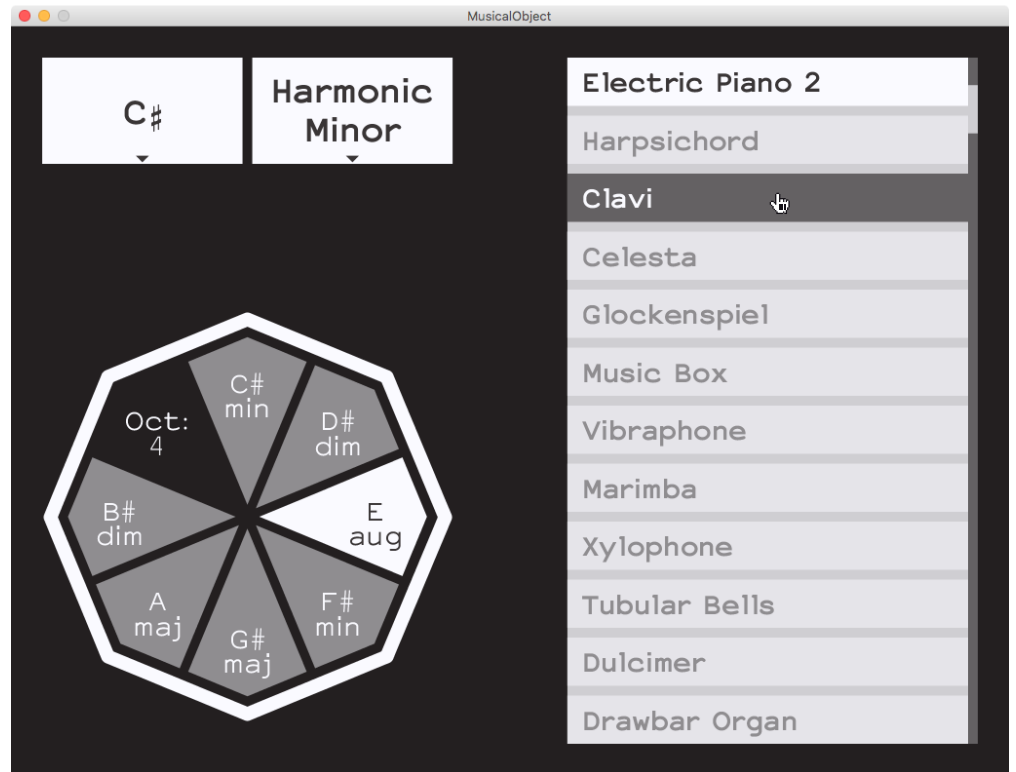 MusicalObject
C♯
Harmonic
Minor
Electric Piano 2
Harpsichord
Clavi
Celesta
Glockenspiel
Music Box
Vibraphone
Marimba
Xylophone
Tubular Bells
Dulcimer
Drawbar Organ
Oct:
4
C#
min
D#
dim
E
aug
F#
min
G#
maj
A
maj
B#
dim